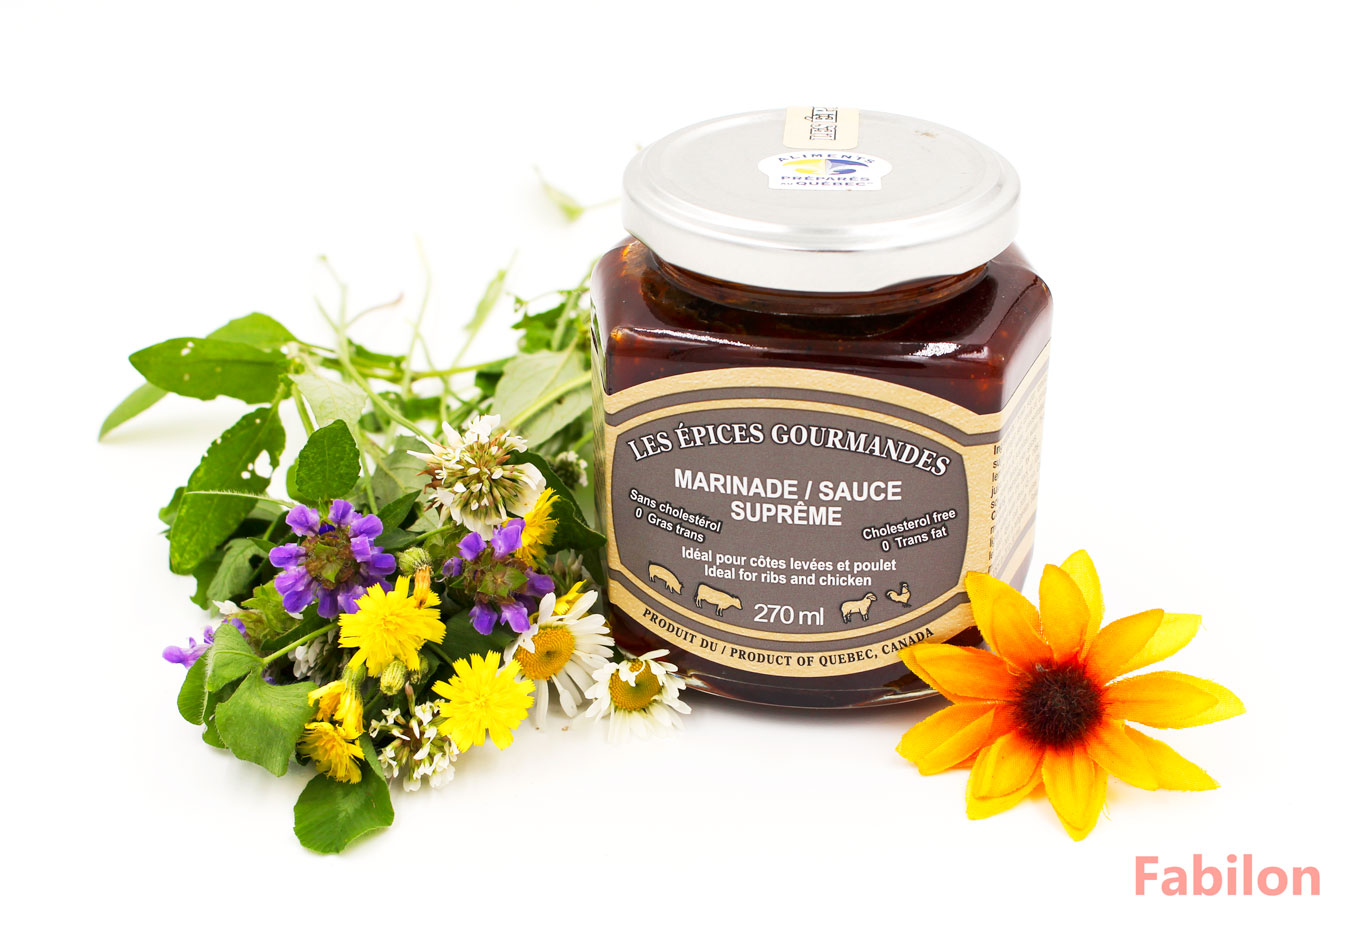 ALIMENTS
PRÉPARÉS
AU QUÉBEC
LES ÉPICES GOURMANDES
MARINADE / SAUCE
SUPRÊME
Sans cholestérol
0 Gras trans
Cholesterol free
0 Trans fat
Idéal pour côtes levées et poulet
Ideal for ribs and chicken
270 ml
PRODUIT DU / PRODUCT OF QUEBEC, CANADA
Fabilon